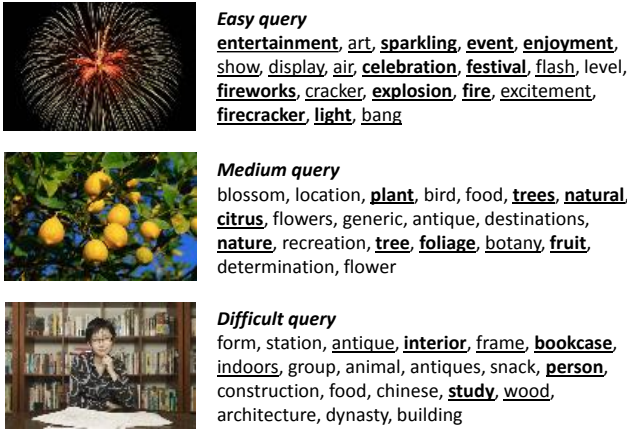 Easy query
entertainment, art, sparkling, event, enjoyment,
show, display, air, celebration, festival, flash, level,
fireworks, cracker, explosion, fire, excitement,
firecracker, light, bang
Medium query
blossom, location, plant, bird, food, trees, natural,
citrus, flowers, generic, antique, destinations,
nature, recreation, tree, foliage, botany, fruit,
determination, flower
Difficult query
form, station, antique, interior, frame, bookcase,
indoors, group, animal, antiques, snack, person,
construction, food, chinese, study, wood,
architecture, dynasty, building